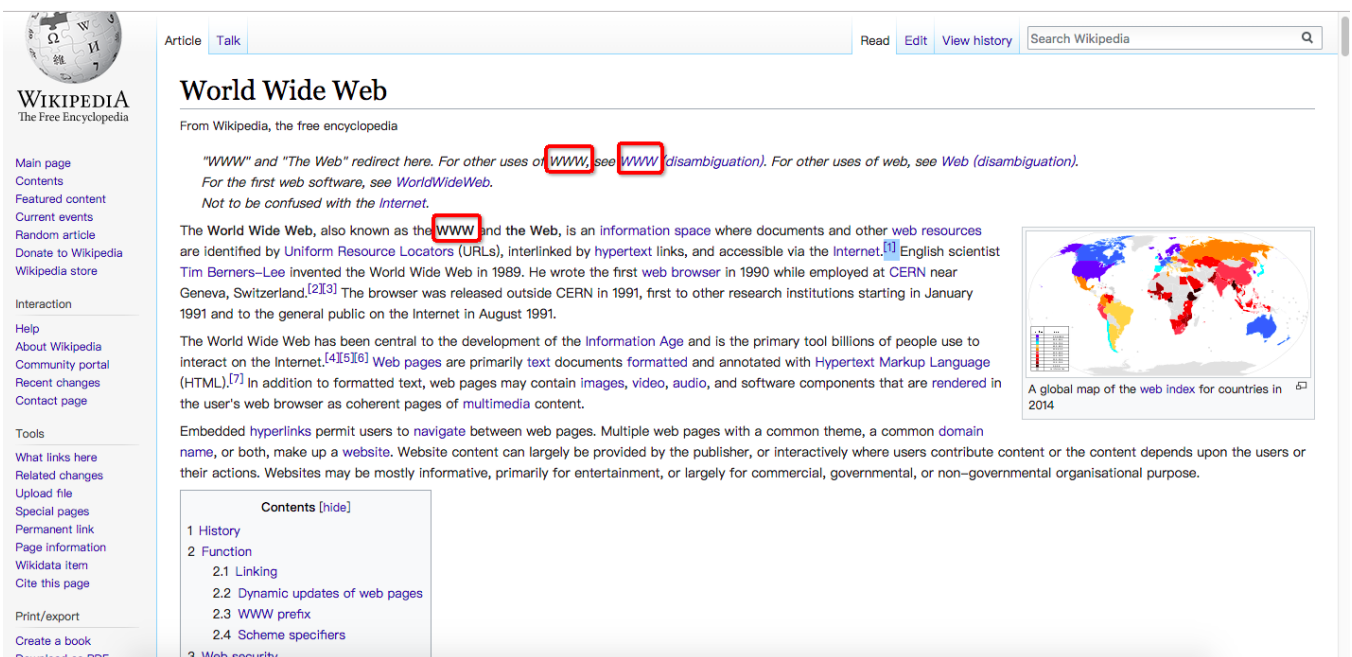 Ω W И 維 7
WIKIPEDIA
The Free Encyclopedia
Main page
Contents
Featured content
Current events
Random article
Donate to Wikipedia
Wikipedia store
Interaction
Help
About Wikipedia
Community portal
Recent changes
Contact page
Tools
What links here
Related changes
Upload file
Special pages
Permanent link
Page information
Wikidata item
Cite this page
Print/export
Create a book
Download as PDF
Article Talk
Read Edit View history Search Wikipedia
World Wide Web
From Wikipedia, the free encyclopedia
"WWW" and "The Web" redirect here. For other uses of WWW, see WWW (disambiguation). For other uses of web, see Web (disambiguation).
For the first web software, see WorldWideWeb.
Not to be confused with the Internet.
The World Wide Web, also known as the WWW and the Web, is an information space where documents and other web resources
are identified by Uniform Resource Locators (URLs), interlinked by hypertext links, and accessible via the Internet.[1] English scientist
Tim Berners–Lee invented the World Wide Web in 1989. He wrote the first web browser in 1990 while employed at CERN near
Geneva, Switzerland.[2][3] The browser was released outside CERN in 1991, first to other research institutions starting in January
1991 and to the general public on the Internet in August 1991.
The World Wide Web has been central to the development of the Information Age and is the primary tool billions of people use to
interact on the Internet.[4][5][6] Web pages are primarily text documents formatted and annotated with Hypertext Markup Language
(HTML).[7] In addition to formatted text, web pages may contain images, video, audio, and software components that are rendered in
the user's web browser as coherent pages of multimedia content.
A global map of the web index for countries in
2014
Embedded hyperlinks permit users to navigate between web pages. Multiple web pages with a common theme, a common domain
name, or both, make up a website. Website content can largely be provided by the publisher, or interactively where users contribute content or the content depends upon the users or
their actions. Websites may be mostly informative, primarily for entertainment, or largely for commercial, governmental, or non–governmental organisational purpose.
Contents [hide]
1 History
2 Function
2.1 Linking
2.2 Dynamic updates of web pages
2.3 WWW prefix
2.4 Scheme specifiers
3 Web security